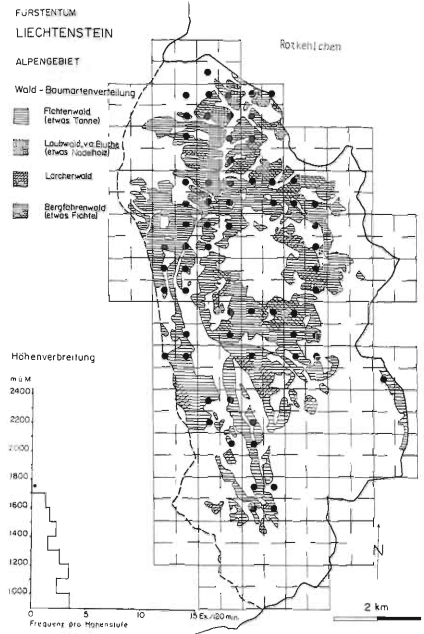 FÜRSTENTUM
LIECHTENSTEIN
ALPENGEBIET
Rotkehlchen
Wald - Baumartenverteilung
Fichtenwald
(etwas Tanne)
Laubwald, v.a. Buche
(etwas Nadelholz)
Lärchenwald
Bergföhrenwald
(etwas Fichte)
Höhenverbreitung
m ü M
2400
2200
2000
1800
1600
1400
1200
1000
0 5 10 15 Ex./120 min.
Frequenz pro Höhenstufe
N
2 km